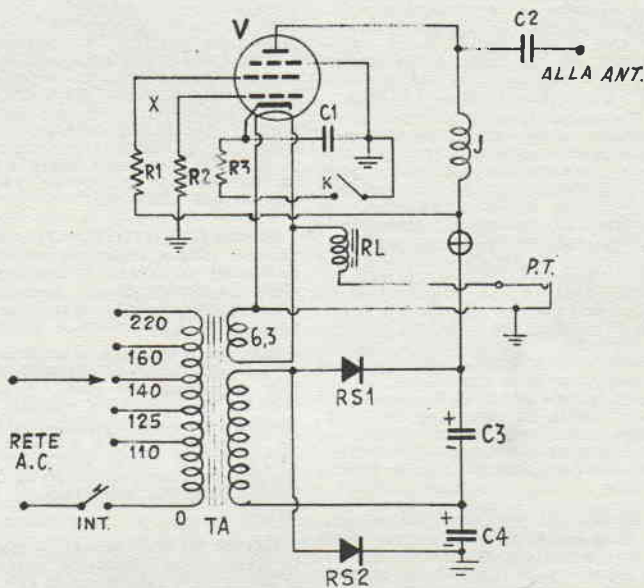 V
C2
ALLA ANT.
X
C1
R1
R2
R3
K
J
RL
P.T.
220
160
140
125
110
0
6,3
RETE
A.C.
INT.
TA
RS1
RS2
+
-
C3
+
-
C4